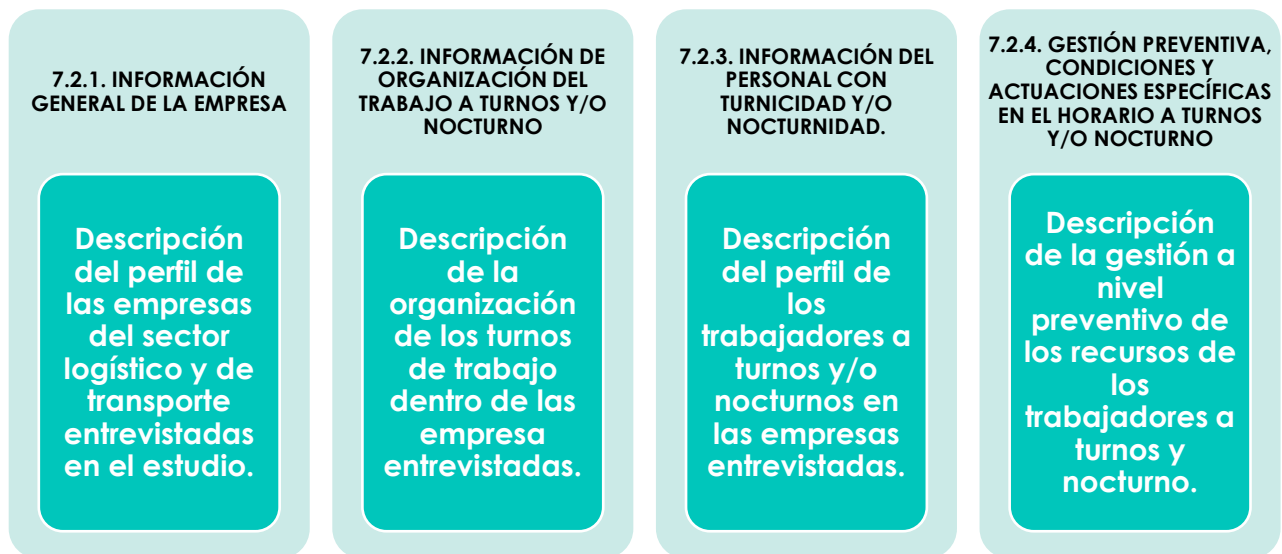 7.2.1. INFORMACIÓN
GENERAL DE LA EMPRESA
Descripción
del perfil de
las empresas
del sector
logístico y de
transporte
entrevistadas
en el estudio.
7.2.2. INFORMACIÓN DE
ORGANIZACIÓN DEL
TRABAJO A TURNOS Y/O
NOCTURNO
Descripción
de la
organización
de los turnos
de trabajo
dentro de las
empresa
entrevistadas.
7.2.3. INFORMACIÓN DEL
PERSONAL CON
TURNICIDAD Y/O
NOCTURNIDAD.
Descripción
del perfil de
los
trabajadores a
turnos y/o
nocturnos en
las empresas
entrevistadas.
7.2.4. GESTIÓN PREVENTIVA,
CONDICIONES Y
ACTUACIONES ESPECÍFICAS
EN EL HORARIO A TURNOS
Y/O NOCTURNO
Descripción
de la gestión a
nivel
preventivo de
los recursos de
los
trabajadores a
turnos y
nocturno.